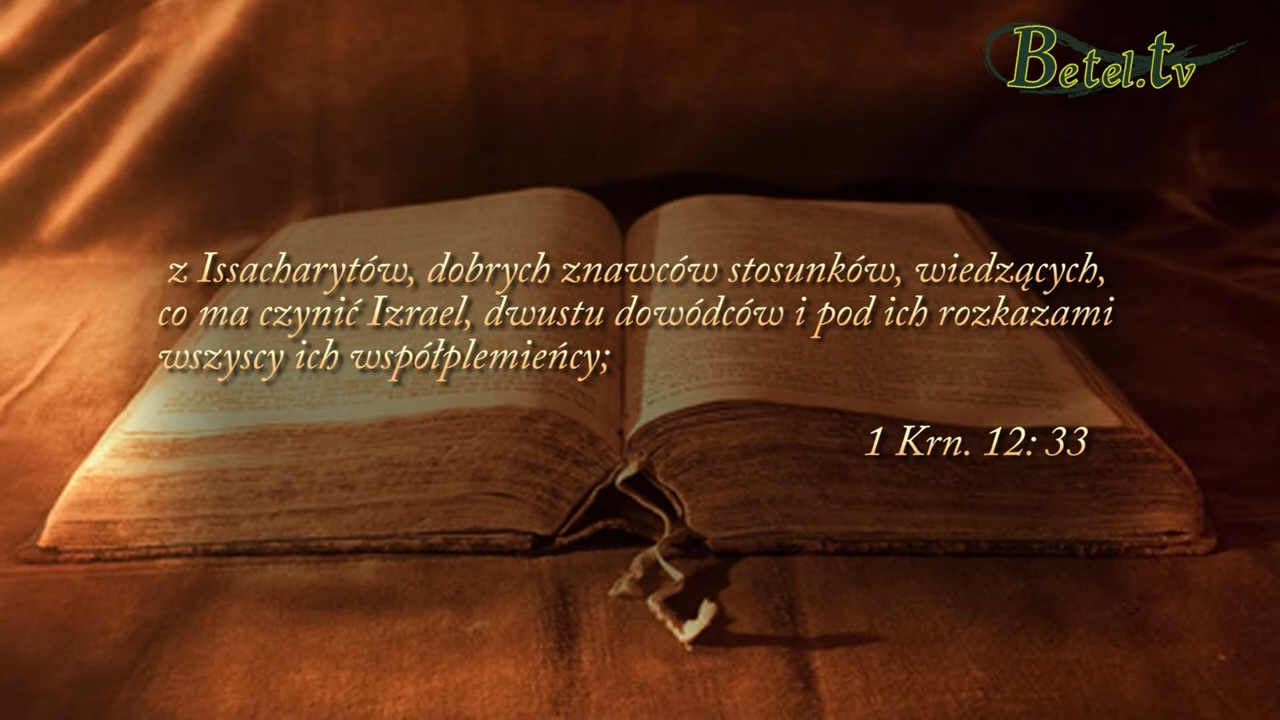 Betel.tv
z Issacharytów, dobrych znawców stosunków, wiedzących,
co ma czynić Izrael, dwustu dowódców i pod ich rozkazami
wszyscy ich współplemieńcy;
1 Krn. 12: 33